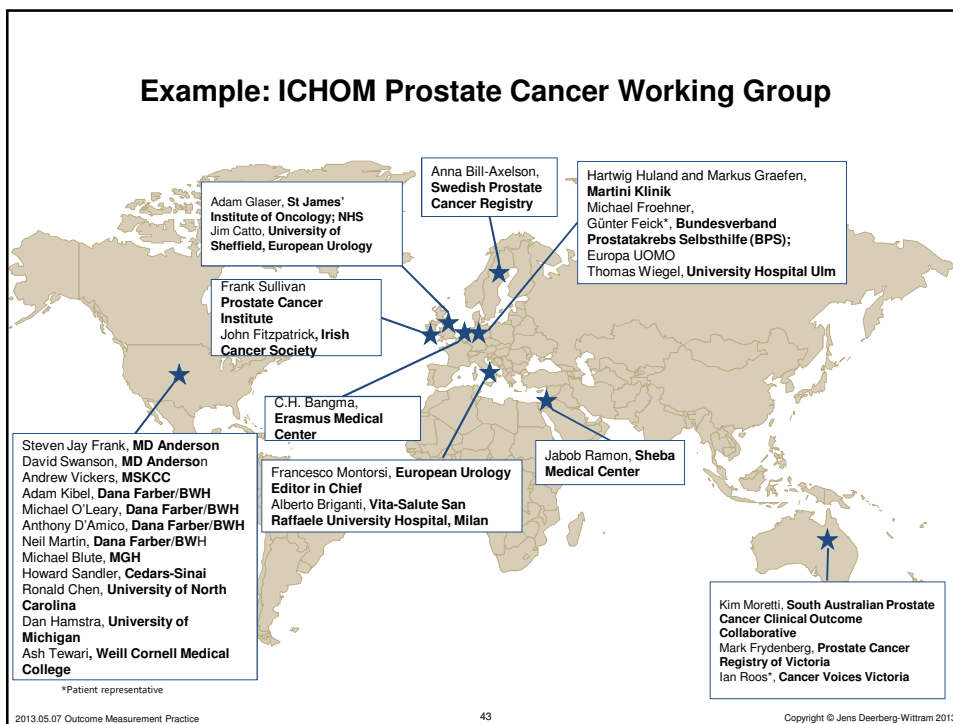 Example: ICHOM Prostate Cancer Working Group
Anna Bill-Axelson,
Swedish Prostate
Cancer Registry
Hartwig Huland and Markus Graefen,
Martini Klinik
Michael Froehner,
Günter Feick*, Bundesverband
Prostatakrebs Selbsthilfe (BPS);
Europa UOMO
Thomas Wiegel, University Hospital Ulm
Adam Glaser, St James'
Institute of Oncology; NHS
Jim Catto, University of
Sheffield, European Urology
Frank Sullivan
Prostate Cancer
Institute
John Fitzpatrick, Irish
Cancer Society
C.H. Bangma,
Erasmus Medical
Center
Steven Jay Frank, MD Anderson
David Swanson, MD Anderson
Andrew Vickers, MSKCC
Adam Kibel, Dana Farber/BWH
Michael O'Leary, Dana Farber/BWH
Anthony D'Amico, Dana Farber/BWH
Neil Martin, Dana Farber/BWH
Michael Blute, MGH
Howard Sandler, Cedars-Sinai
Ronald Chen, University of North
Carolina
Dan Hamstra, University of
Michigan
Ash Tewari, Weill Cornell Medical
College
Francesco Montorsi, European Urology
Editor in Chief
Alberto Briganti, Vita-Salute San
Raffaele University Hospital, Milan
Jabob Ramon, Sheba
Medical Center
Kim Moretti, South Australian Prostate
Cancer Clinical Outcome
Collaborative
Mark Frydenberg, Prostate Cancer
Registry of Victoria
Ian Roos*, Cancer Voices Victoria
*Patient representative
2013.05.07 Outcome Measurement Practice
43
Copyright © Jens Deerberg-Wittram 2013